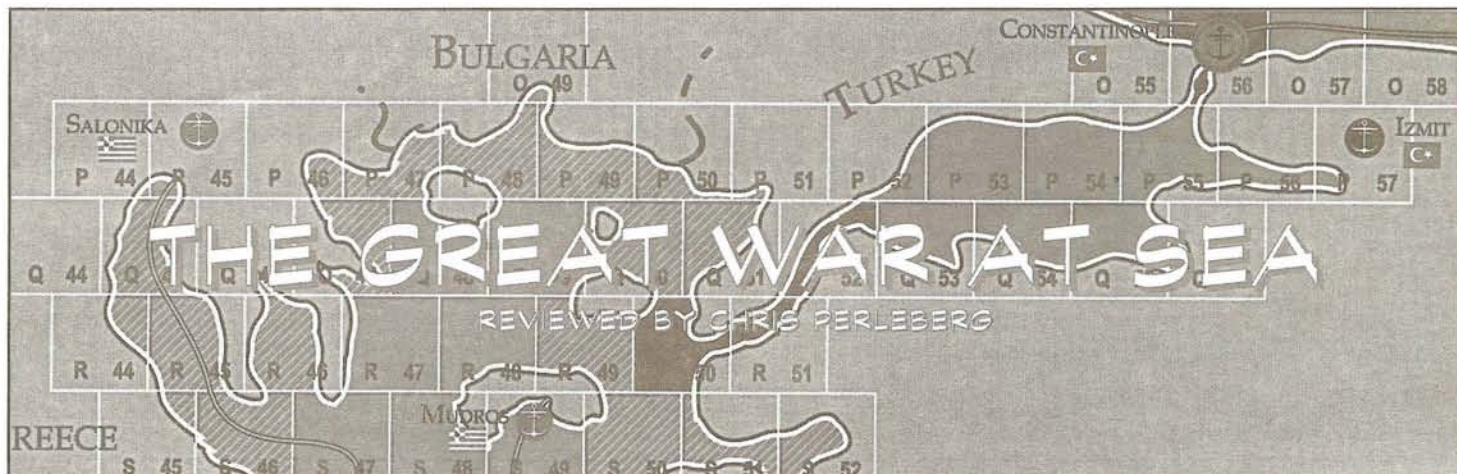 CONSTANTINOPLE
BULGARIA
TURKEY
O 49 O 55 56 O 57 O 58
SALONIKA
IZMIT
P 44 P 45 P 46 P 47 P 48 P 49 P 50 P 51 P 52 P 53 P 54 P 55 P 56 P 57
THE GREAT WAR AT SEA
Q 44 Q Q Q 52 Q 53 Q 54 Q
REVIEWED BY CHRIS PERLEBERG
R 44 R 45 R 46 R 47 R 48 R 49 50 R 51
MUDROS
REECE
S 45 46 S 47 S 48 S 49 S 50 S 51 52